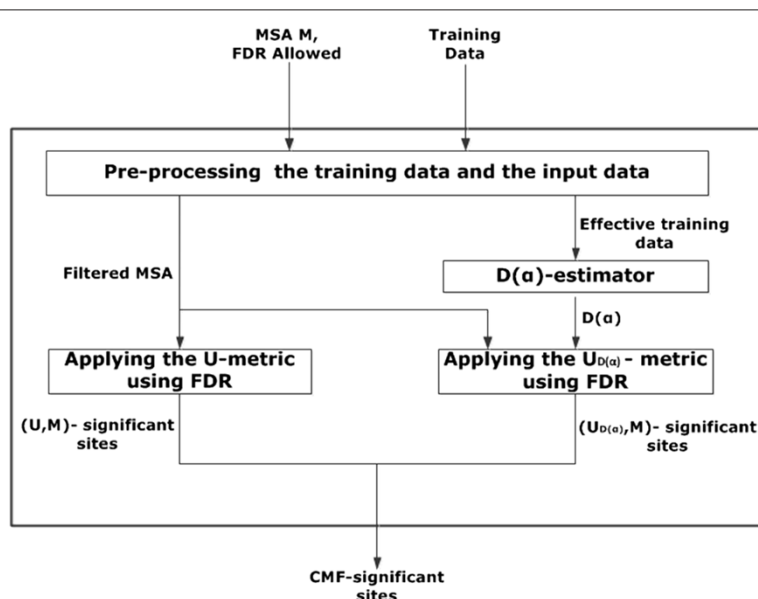 MSA M,
FDR Allowed
Training
Data
Pre-processing the training data and the input data
Effective training
data
Filtered MSA
D(α)-estimator
D(α)
Applying the U-metric
using FDR
Applying the UD(α) - metric
using FDR
(U,M)- significant
sites
(UD(α),M)- significant
sites
CMF-significant
sites